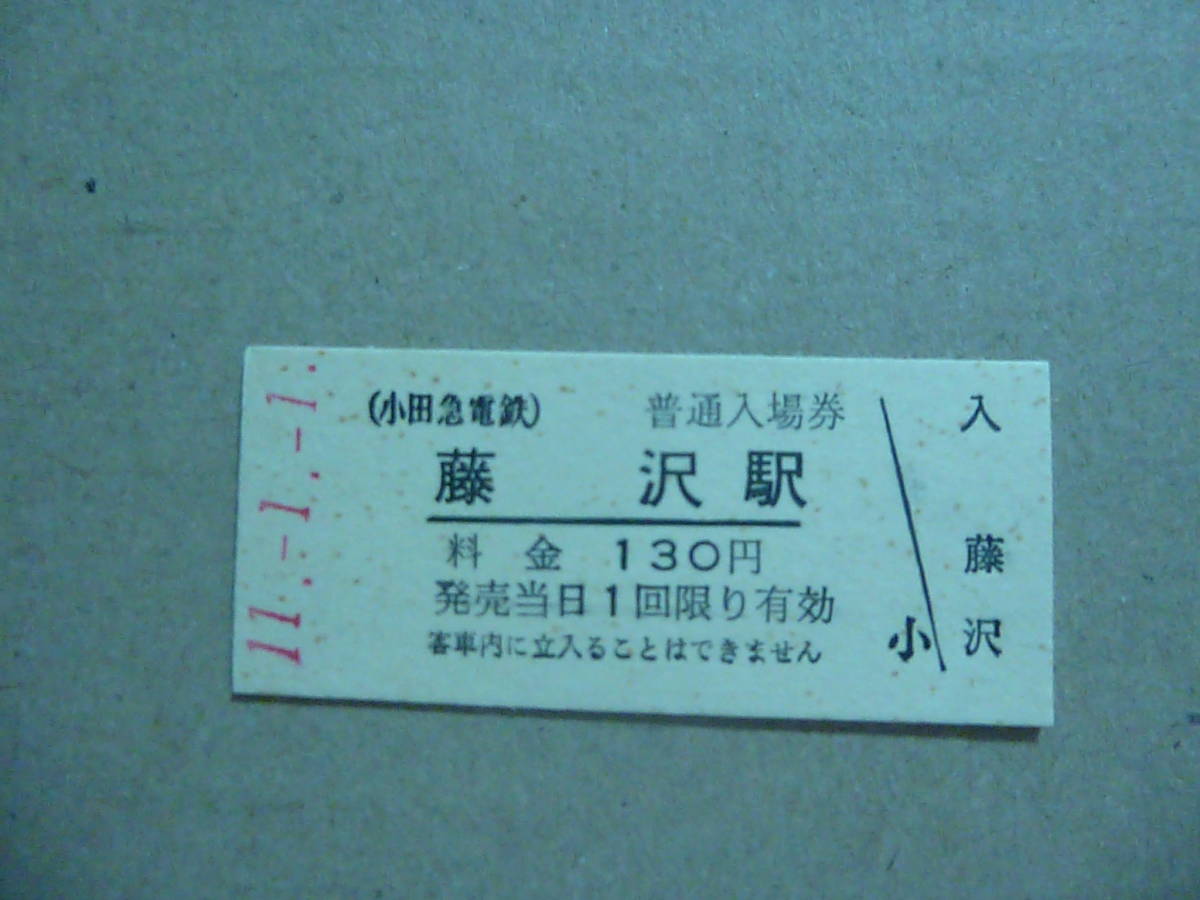 11.-1.-1.
(小田急電鉄) 普通入場券
藤沢駅
料金 130円
発売当日1回限り有効
客車内に立入ることはできません
小
入
藤沢